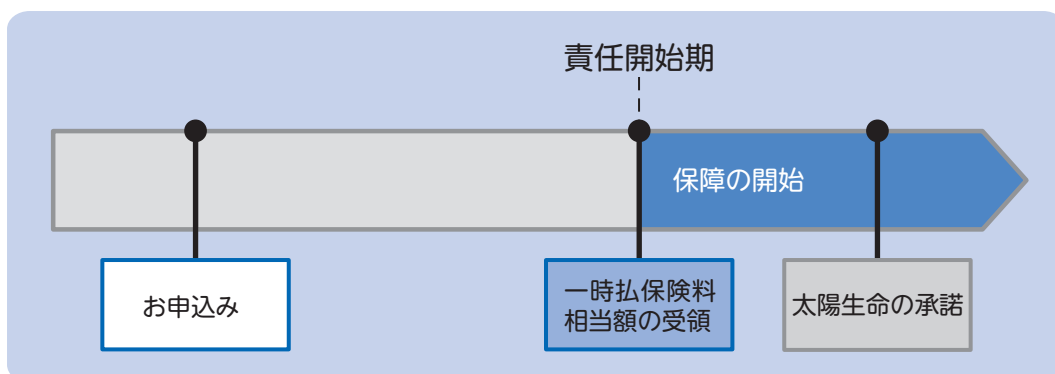 責任開始期
保障の開始
お申込み
一時払保険料
相当額の受領
太陽生命の承諾